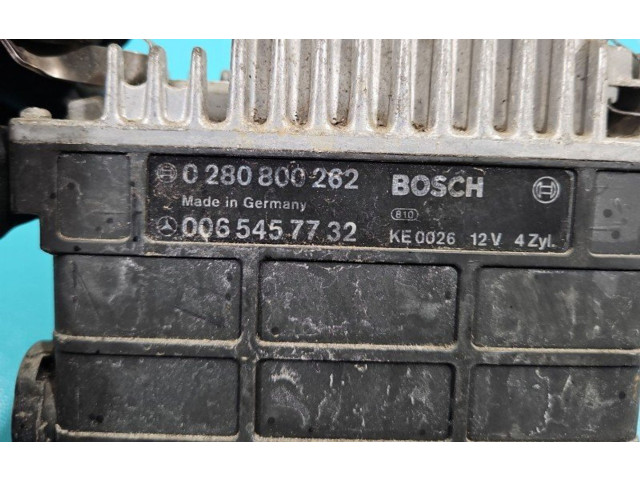 0 280 800 262 BOSCH
Made in Germany 810
006 545 77 32 KE 0026 12 V 4 Zyl.